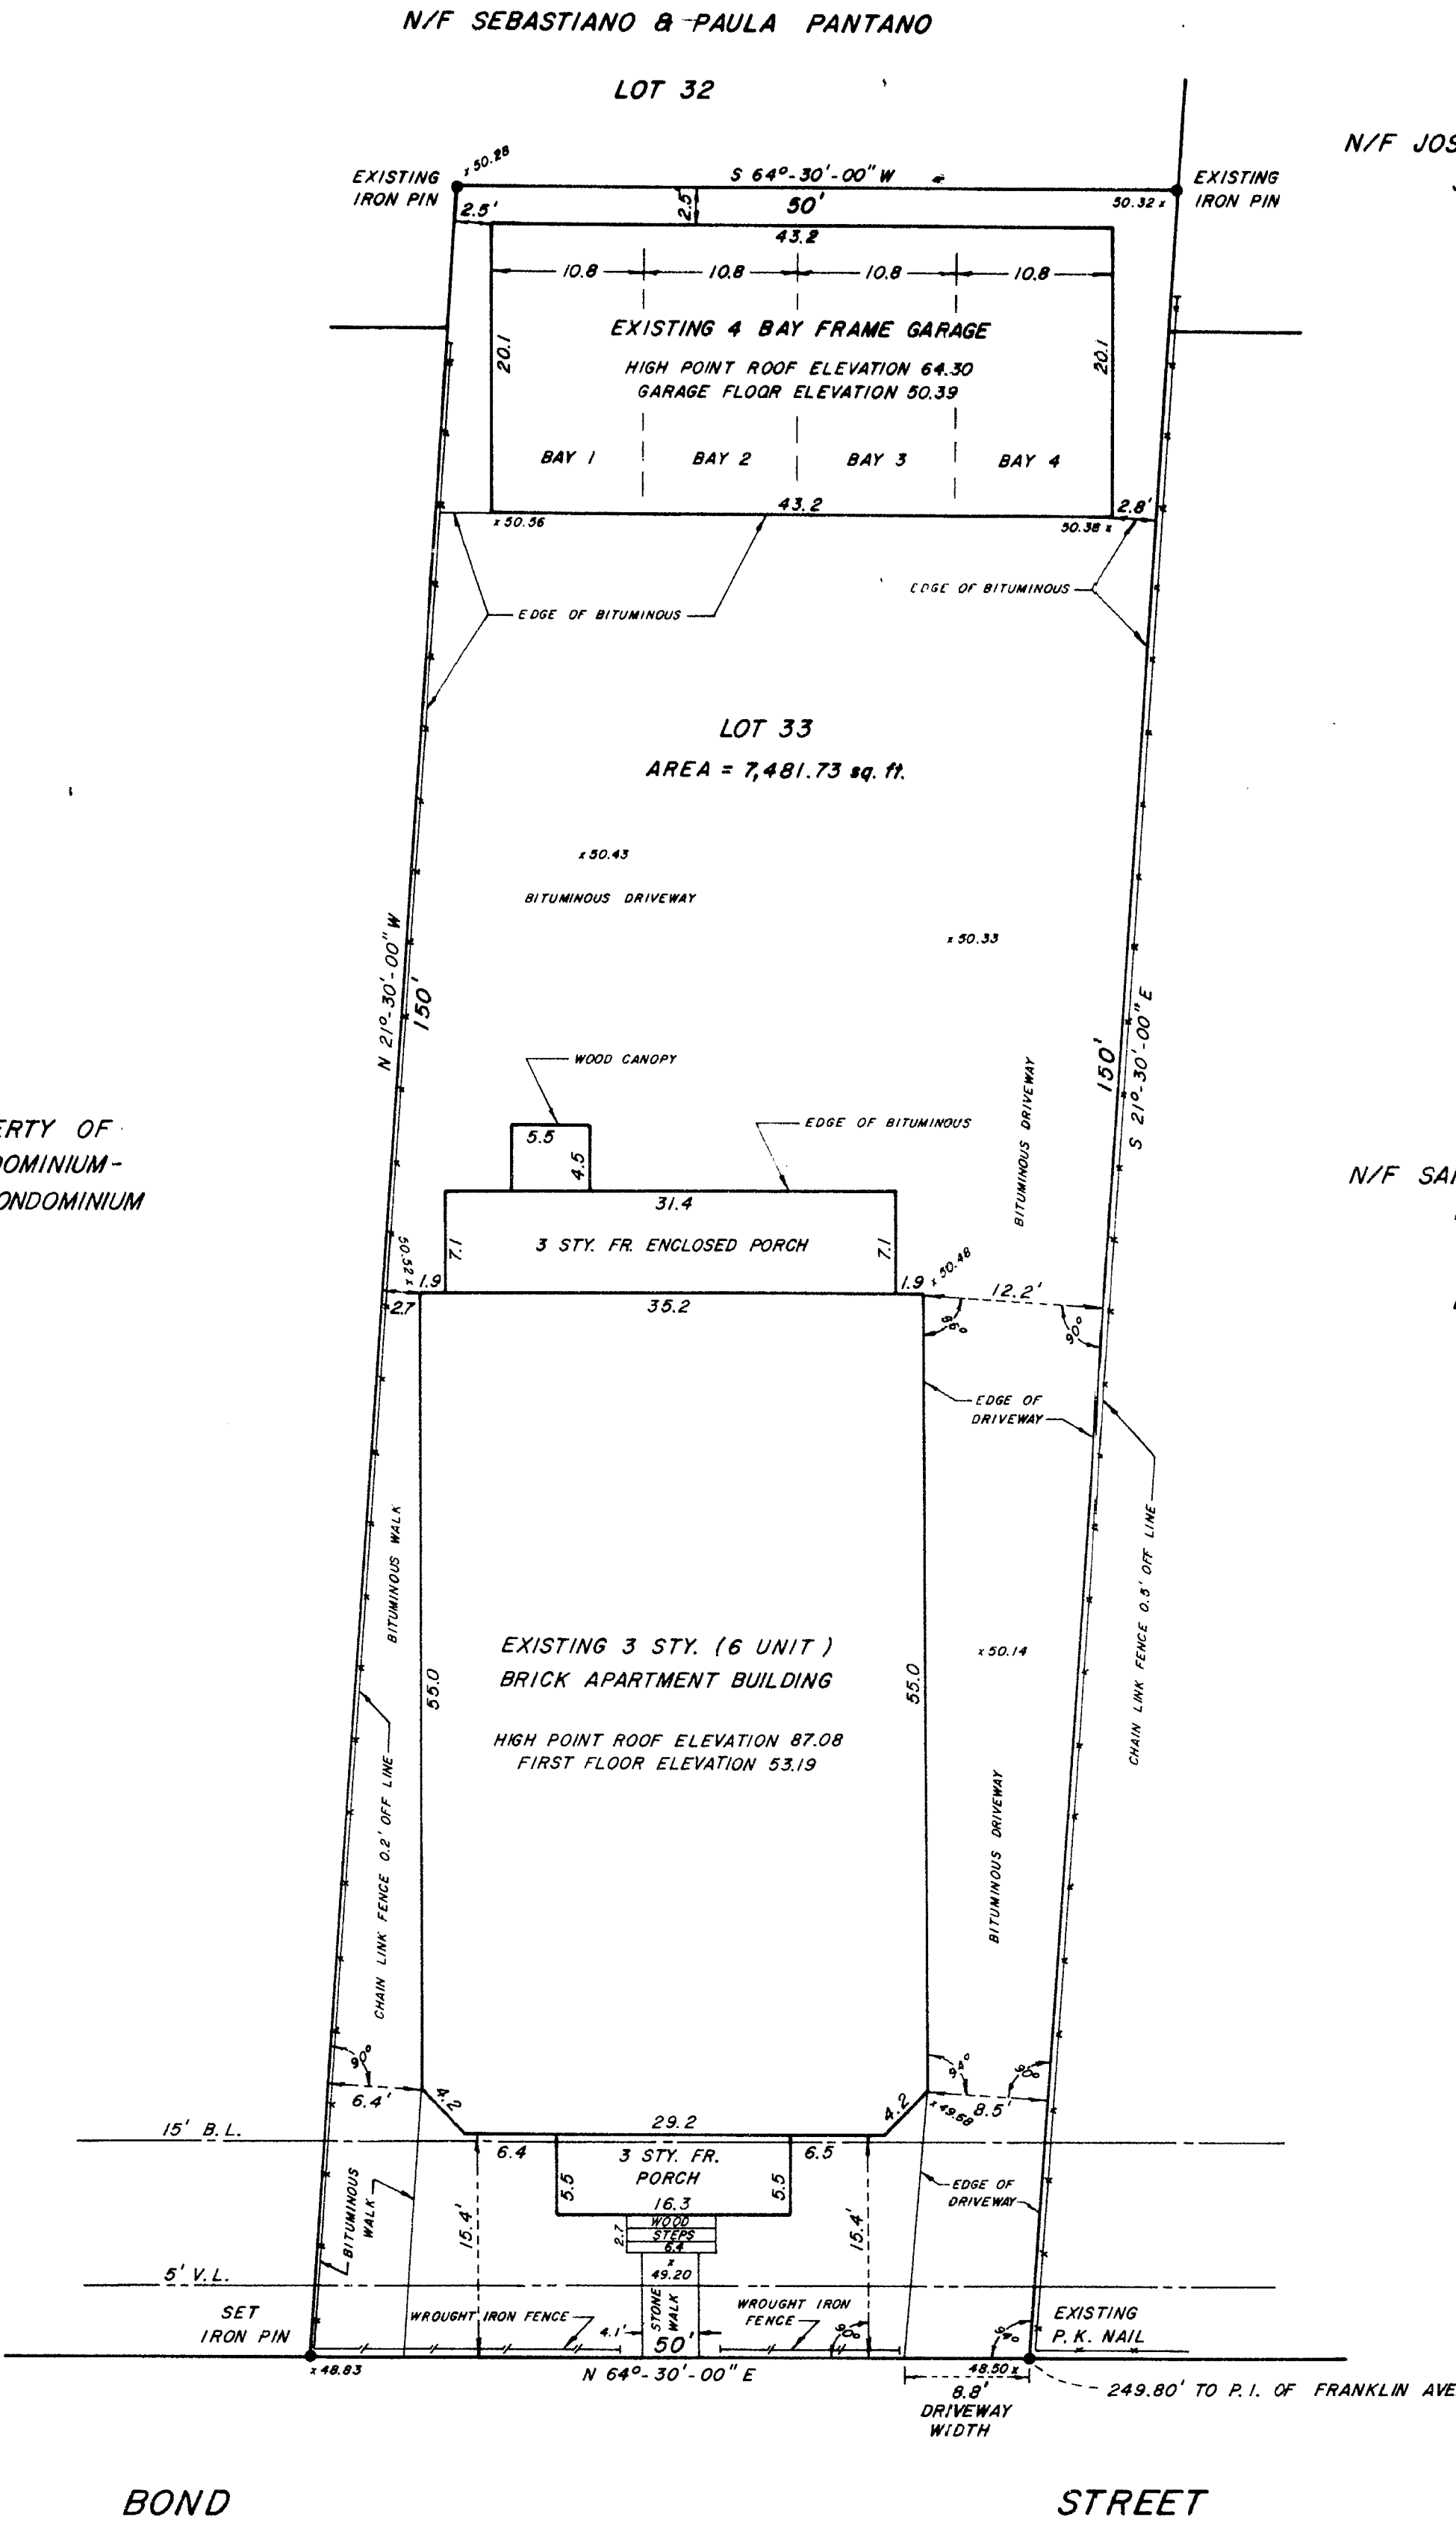 N/F SEBASTIANO & PAULA PANTANO
LOT 32
N/F JOS
x 50.28
EXISTING
IRON PIN
S 64°-30'-00" W
50'
2.5
2.5'
50.32 x
EXISTING
IRON PIN
43.2
10.8 10.8 10.8 10.8
EXISTING 4 BAY FRAME GARAGE
HIGH POINT ROOF ELEVATION 64.30
GARAGE FLOOR ELEVATION 50.39
20.1
20.1
BAY 1 BAY 2 BAY 3 BAY 4
43.2
2.8'
x 50.56
50.38 x
EDGE OF BITUMINOUS
EDGE OF BITUMINOUS
LOT 33
AREA = 7,481.73 sq. ft.
x 50.43
BITUMINOUS DRIVEWAY
x 50.33
N 21°-30'-00" W
150'
150'
S 21°-30'-00" E
WOOD CANOPY
BITUMINOUS DRIVEWAY
ERTY OF
DOMINIUM-
ONDOMINIUM
5.5
4.5
EDGE OF BITUMINOUS
N/F SAN
31.4
3 STY. FR. ENCLOSED PORCH
7.1
7.1
50.52 x
1.9
1.9
x 50.48
12.2'
2.7
35.2
90°
EDGE OF
DRIVEWAY
BITUMINOUS WALK
CHAIN LINK FENCE 0.5' OFF LINE
EXISTING 3 STY. (6 UNIT)
BRICK APARTMENT BUILDING
x 50.14
55.0
55.0
HIGH POINT ROOF ELEVATION 87.08
FIRST FLOOR ELEVATION 53.19
CHAIN LINK FENCE 0.2' OFF LINE
BITUMINOUS DRIVEWAY
90°
94°
90°
6.4'
4.2
4.2
x 49.68
8.5'
29.2
15' B.L.
6.4
3 STY. FR.
PORCH
6.5
5.5
5.5
EDGE OF
DRIVEWAY
BITUMINOUS
WALK
15.4'
16.3
15.4'
2.7
WOOD
STEPS
6.4
x
49.20
5' V.L.
STONE
WALK
SET
IRON PIN
WROUGHT IRON FENCE
WROUGHT IRON
FENCE
EXISTING
P.K. NAIL
4.1'
50'
90°
94°
x 48.83
N 64°-30'-00" E
48.50 x
8.8'
DRIVEWAY
WIDTH
249.80' TO P.I. OF FRANKLIN AVE
BOND STREET